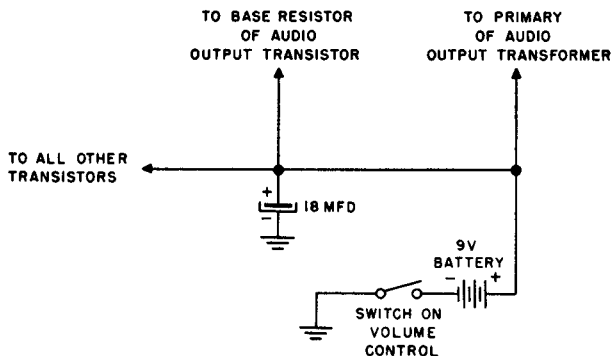 TO BASE RESISTOR
OF AUDIO
OUTPUT TRANSISTOR
TO PRIMARY
OF AUDIO
OUTPUT TRANSFORMER
TO ALL OTHER
TRANSISTORS
+
-
18 MFD
9V
BATTERY
- +
SWITCH ON
VOLUME
CONTROL